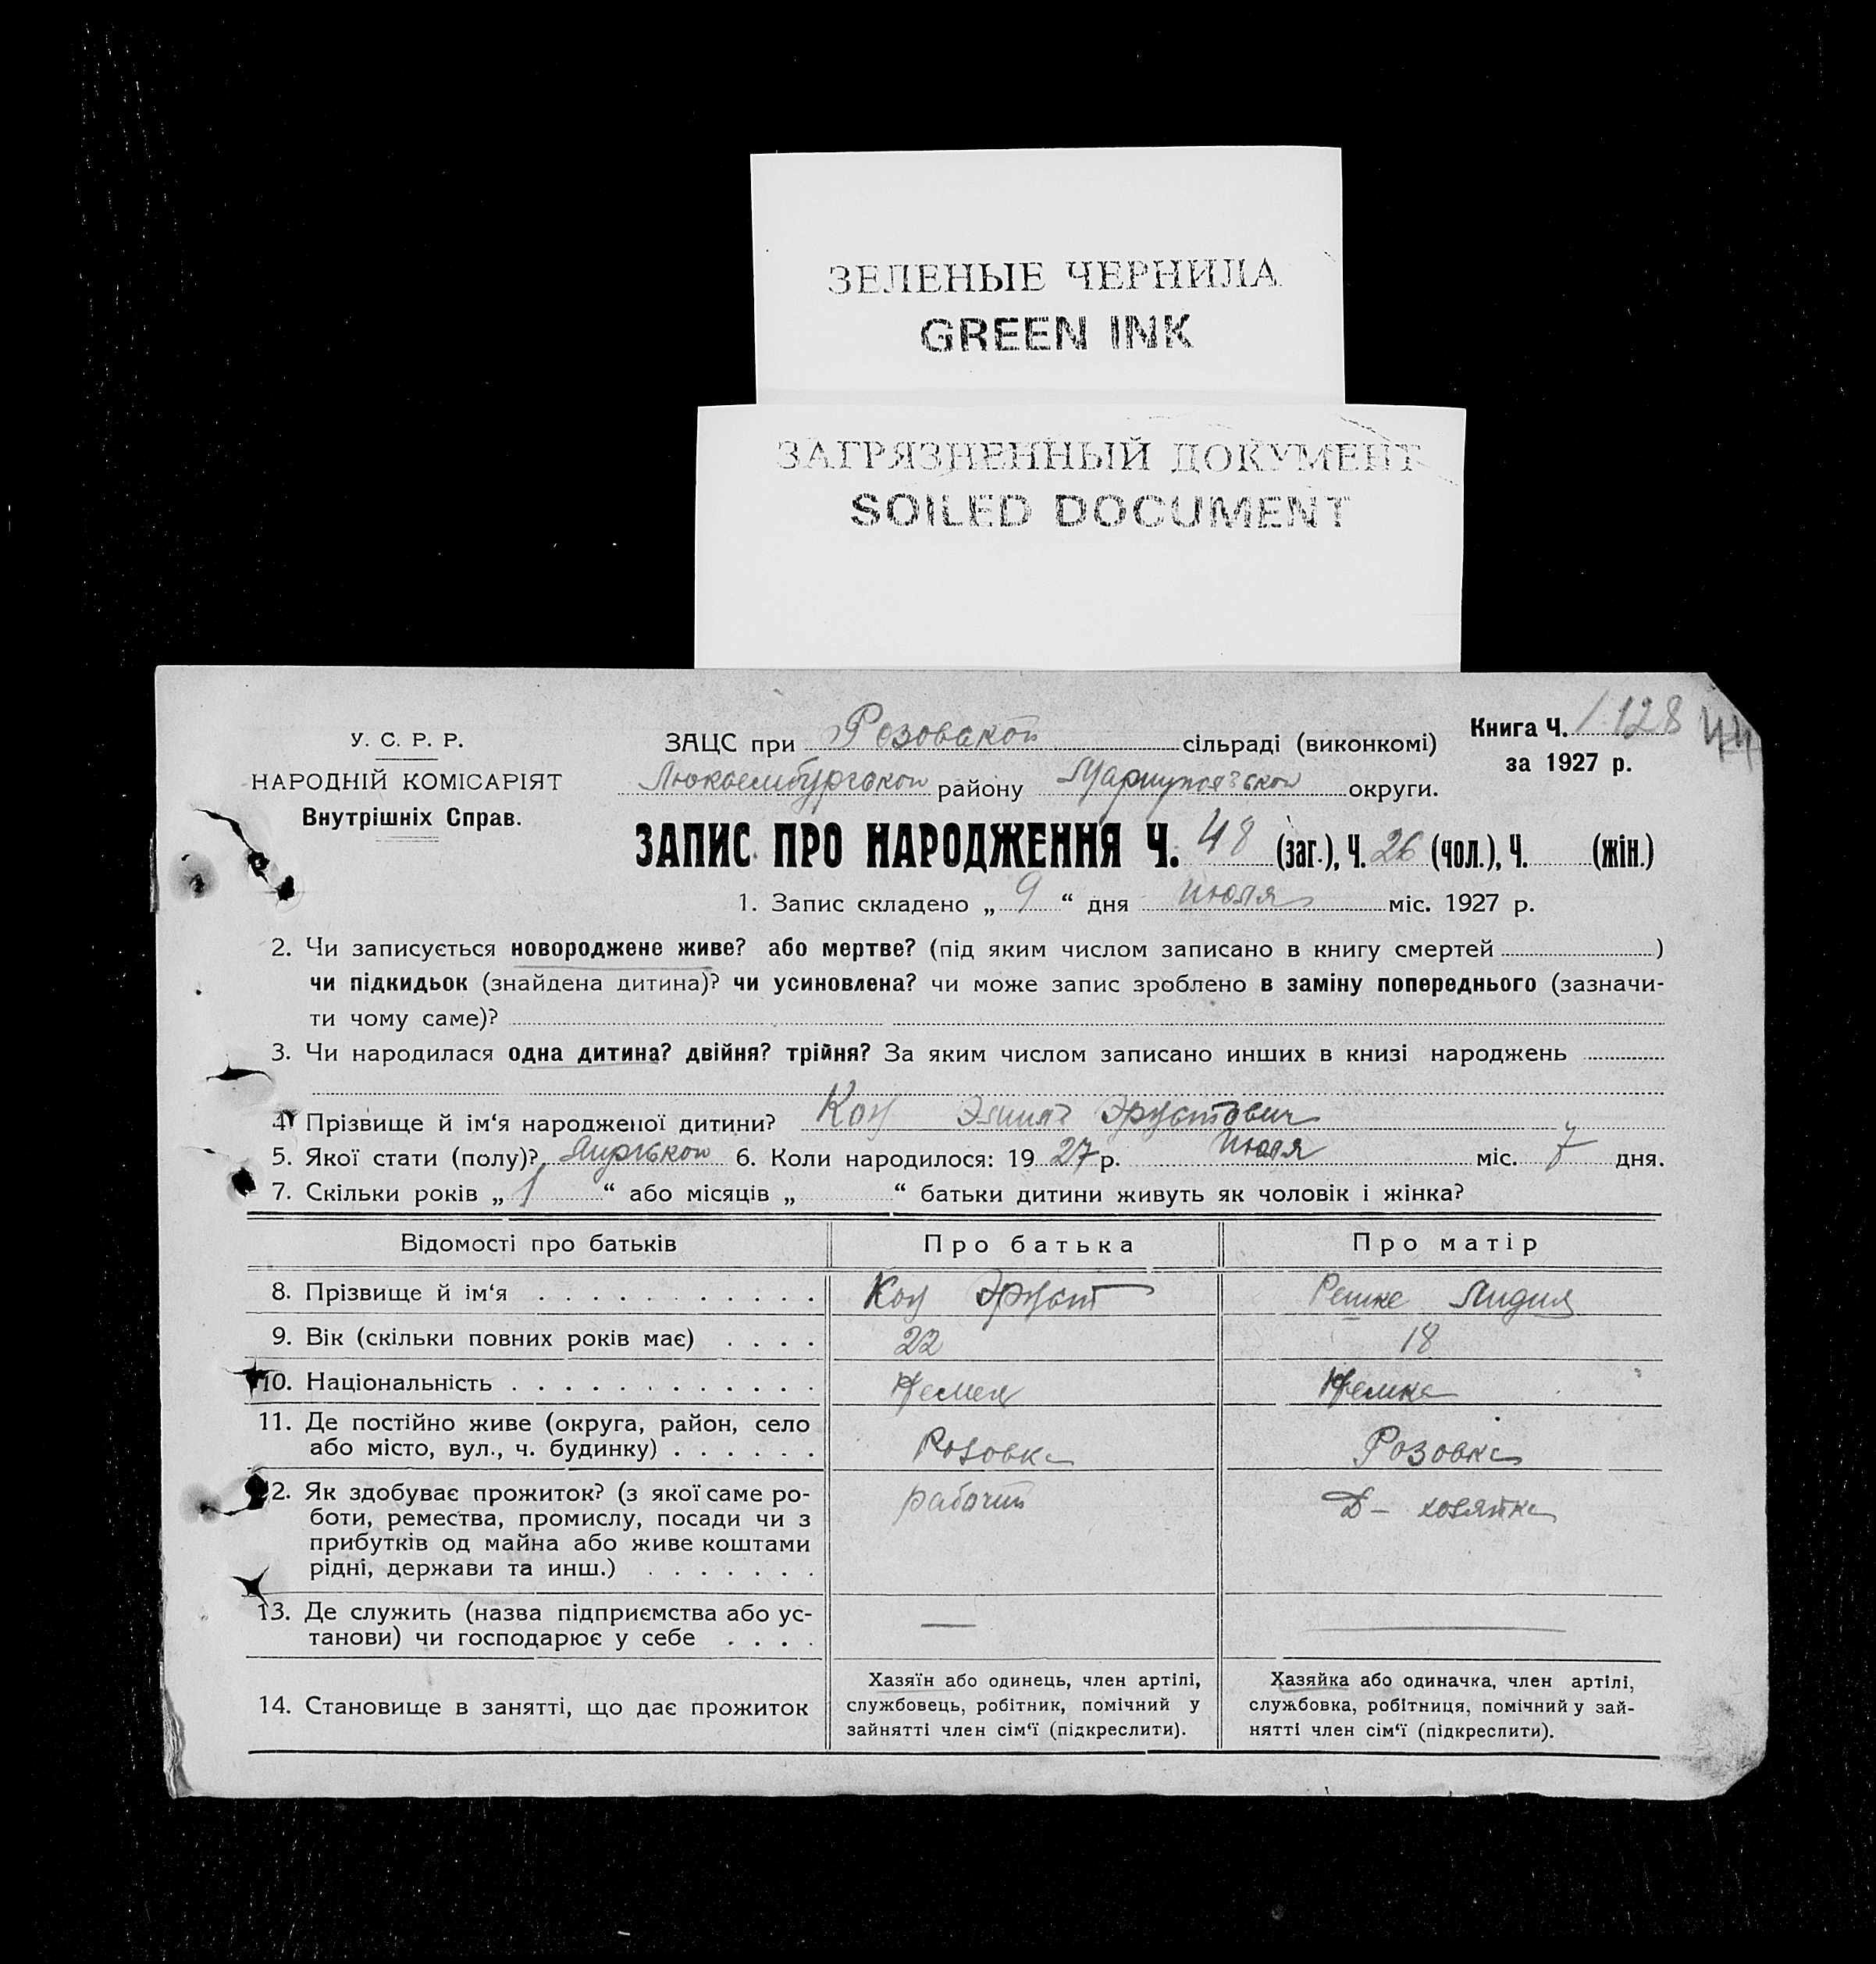 ЗЕЛЕНЫЕ ЧЕРНИЛА
GREEN INK
ЗАГРЯЗНЕННЫЙ ДОКУМЕНТ
SOILED DOCUMENT
У. С. Р. Р.
НАРОДНІЙ КОМІСАРІЯТ
Внутрішніх Справ.
ЗАЦС при Розовской сільраді (виконкомі)
Книга Ч. 1 128 44
за 1927 р.
Люксембургской району Мариупольской округи.
ЗАПИС ПРО НАРОДЖЕННЯ Ч. 48 (заг.), Ч. 26 (чол.), Ч. (жін.)
1. Запис складено „ 9 “ дня июля міс. 1927 р.
2. Чи записується новороджене живе? або мертве? (під яким числом записано в книгу смертей )
чи підкидьок (знайдена дитина)? чи усиновлена? чи може запис зроблено в заміну попереднього (зазначи-
ти чому саме)?
3. Чи народилася одна дитина? двійня? трійня? За яким числом записано инших в книзі народжень
4. Прізвище й ім‘я народженої дитини? Эмиль Эрнстович
5. Якої стати (полу)? 6. Коли народилося: 19 27 р. Июля міс. 7 дня.
7. Скільки років „ 1 “ або місяців „ “ батьки дитини живуть як чоловік і жінка?
Відомості про батьків Про батька Про матір
8. Прізвище й ім‘я Эрнст Решке Лидия
9. Вік (скільки повних років має) 22 18
10. Національність Немец Немка
11. Де постійно живе (округа, район, село
або місто, вул., ч. будинку) Розовка Розовка
12. Як здобуває прожиток? (з якої саме ро- рабочий Д – хозяйка
боти, ремества, промислу, посади чи з
прибутків од майна або живе коштами
рідні, держави та инш.)
13. Де служить (назва підприємства або ус-
танови) чи господарює у себе —
14. Становище в занятті, що дає прожиток
Хазяїн або одинець, член артілі,
службовець, робітник, помічний у
зайнятті член сім‘ї (підкреслити).
Хазяйка або одиначка, член артілі,
службовка, робітниця, помічний у зай-
нятті член сім‘ї (підкреслити).